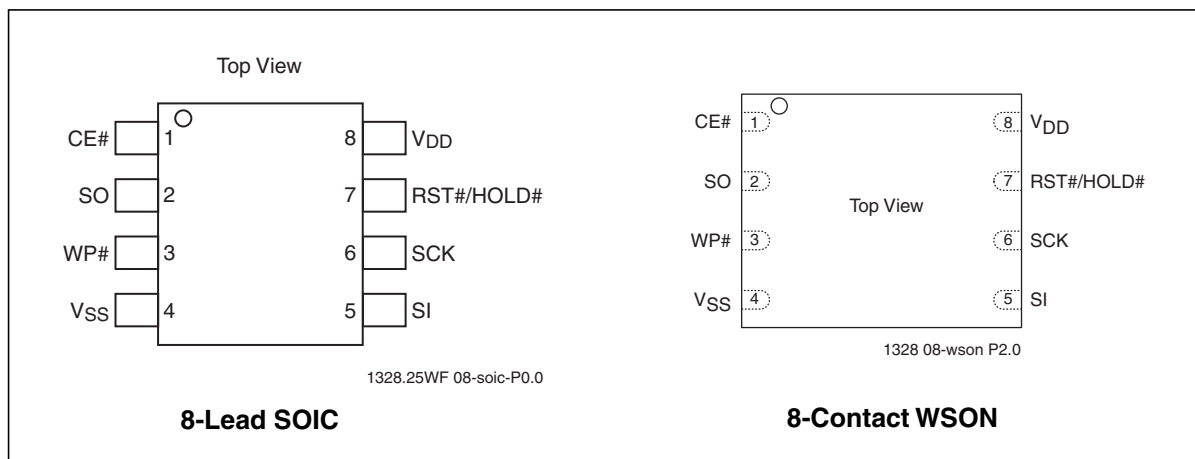 Top View
CE# 1 8 VDD
SO 2 7 RST#/HOLD#
WP# 3 6 SCK
VSS 4 5 SI
1328.25WF 08-soic-P0.0
8-Lead SOIC
CE# 1 8 VDD
SO 2 7 RST#/HOLD#
Top View
WP# 3 6 SCK
VSS 4 5 SI
1328 08-wson P2.0
8-Contact WSON